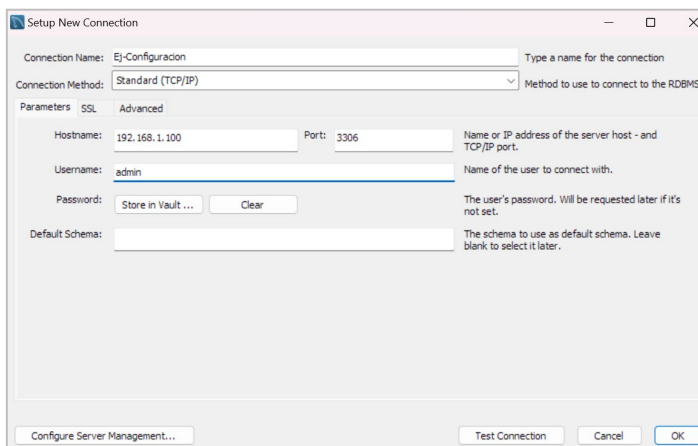 Setup New Connection
Connection Name: Ej-Configuracion Type a name for the connection
Connection Method: Standard (TCP/IP) Method to use to connect to the RDBMS
Parameters SSL Advanced
Hostname: 192.168.1.100 Port: 3306 Name or IP address of the server host - and
TCP/IP port.
Username: admin Name of the user to connect with.
Password: Store in Vault ... Clear The user's password. Will be requested later if it's
not set.
Default Schema: The schema to use as default schema. Leave
blank to select it later.
Configure Server Management... Test Connection Cancel OK